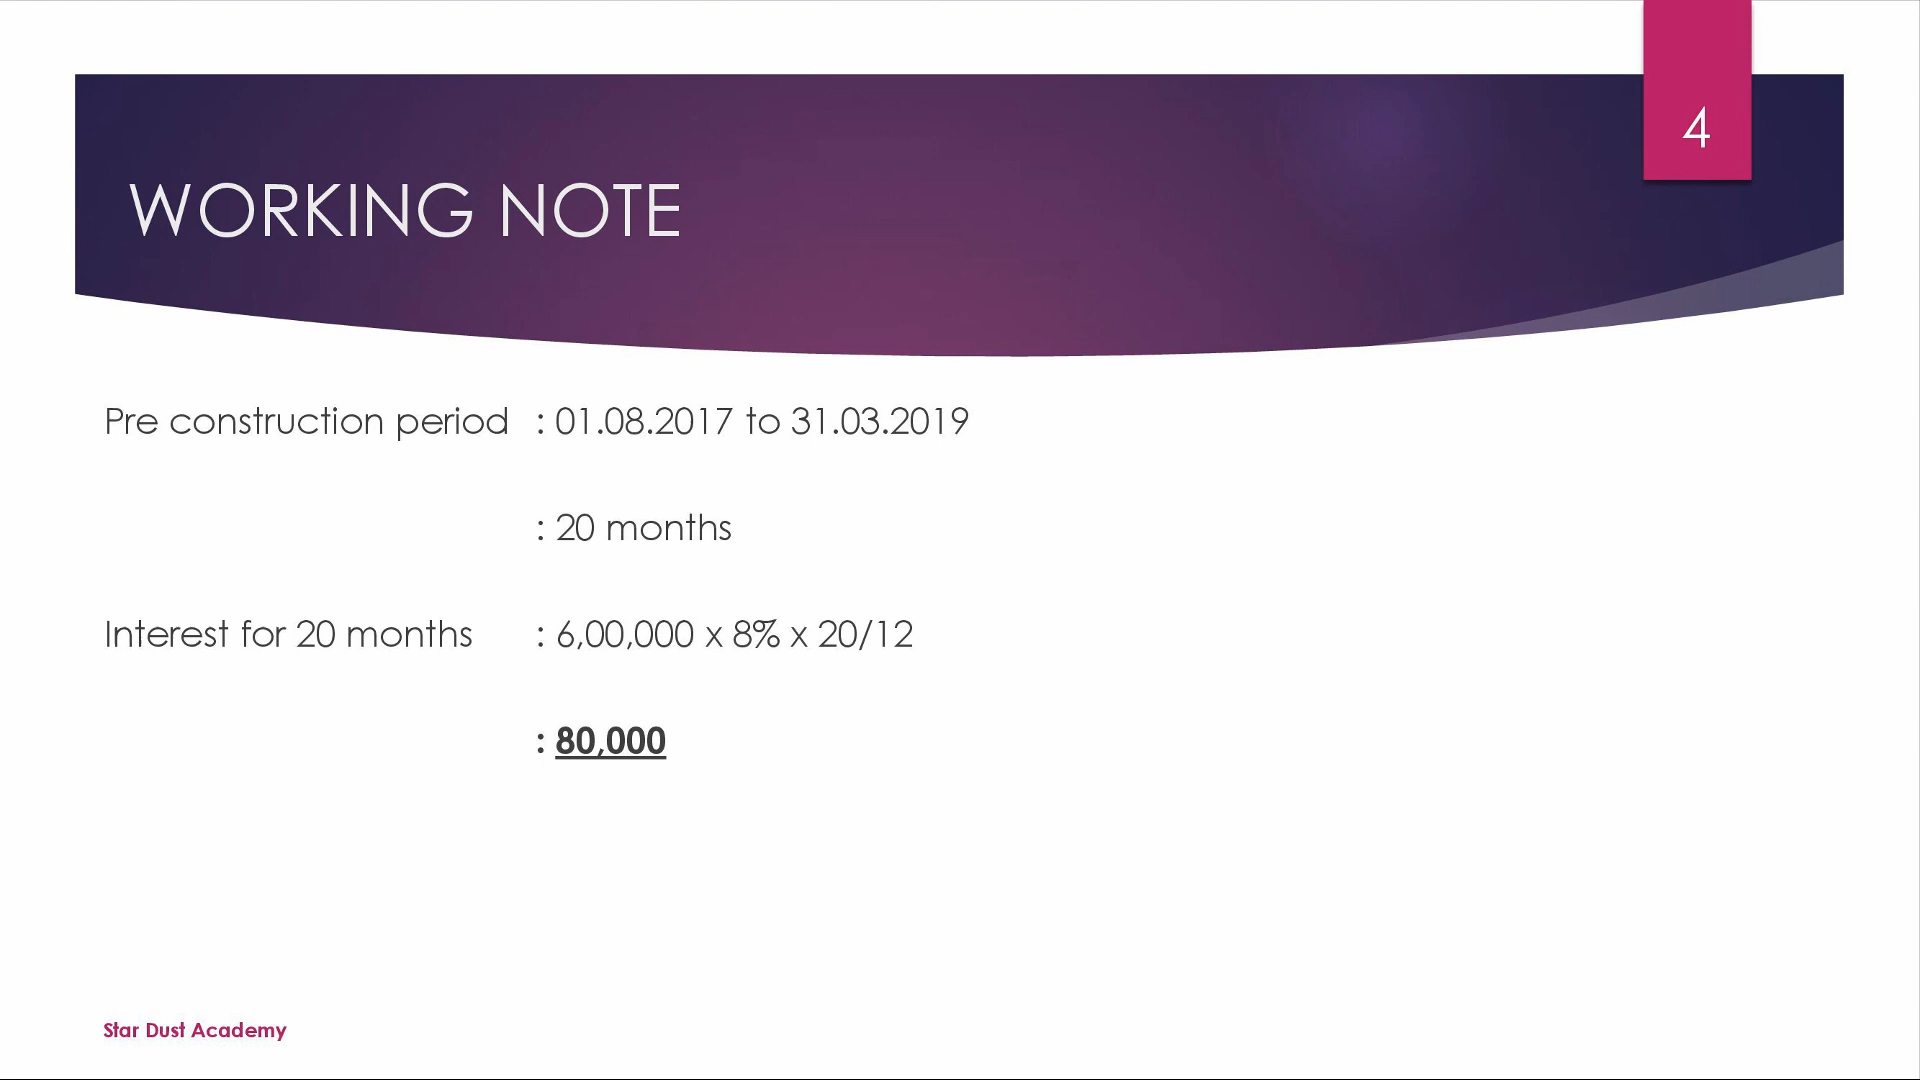 4
WORKING NOTE
Pre construction period : 01.08.2017 to 31.03.2019
: 20 months
Interest for 20 months : 6,00,000 x 8% x 20/12
: 80,000
Star Dust Academy